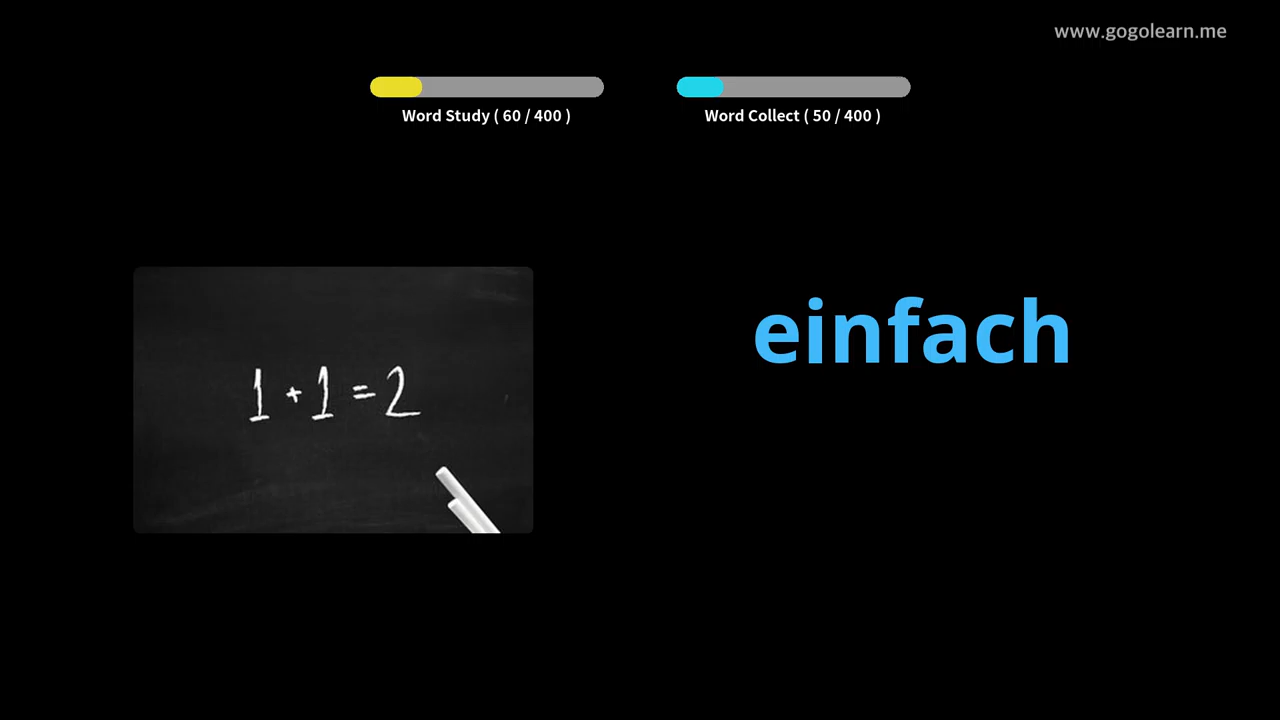 www.gogolearn.me
Word Study ( 60 / 400 )
Word Collect ( 50 / 400 )
einfach
1 + 1 = 2